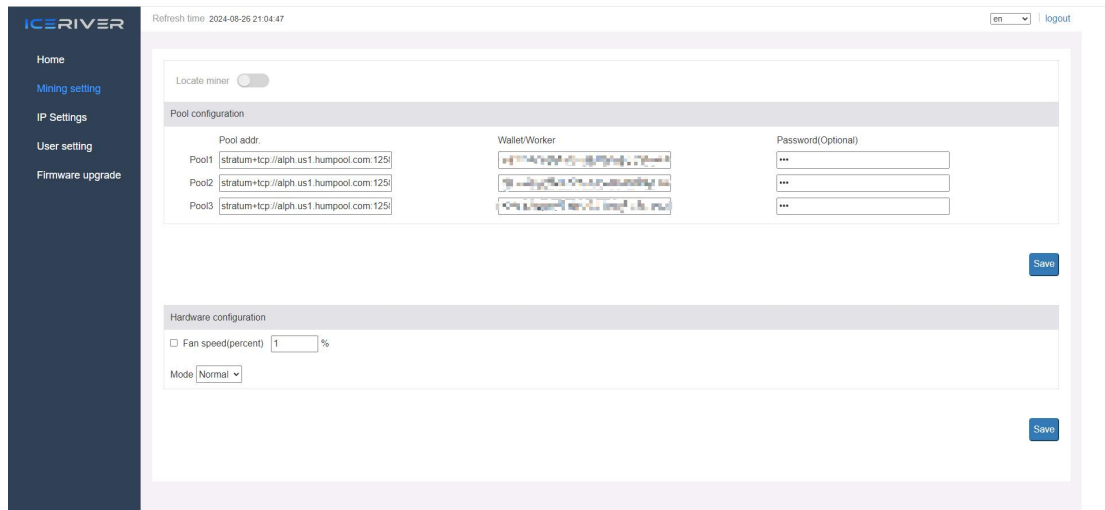 ICERIVER
Refresh time 2024-08-26 21:04:47
en
logout
Home
Mining setting
IP Settings
User setting
Firmware upgrade
Locate miner
Pool configuration
Pool addr. Wallet/Worker Password(Optional)
Pool1 stratum+tcp://alph.us1.humpool.com:125 •••
Pool2 stratum+tcp://alph.us1.humpool.com:125 •••
Pool3 stratum+tcp://alph.us1.humpool.com:125 •••
Save
Hardware configuration
Fan speed(percent) 1 %
Mode Normal
Save